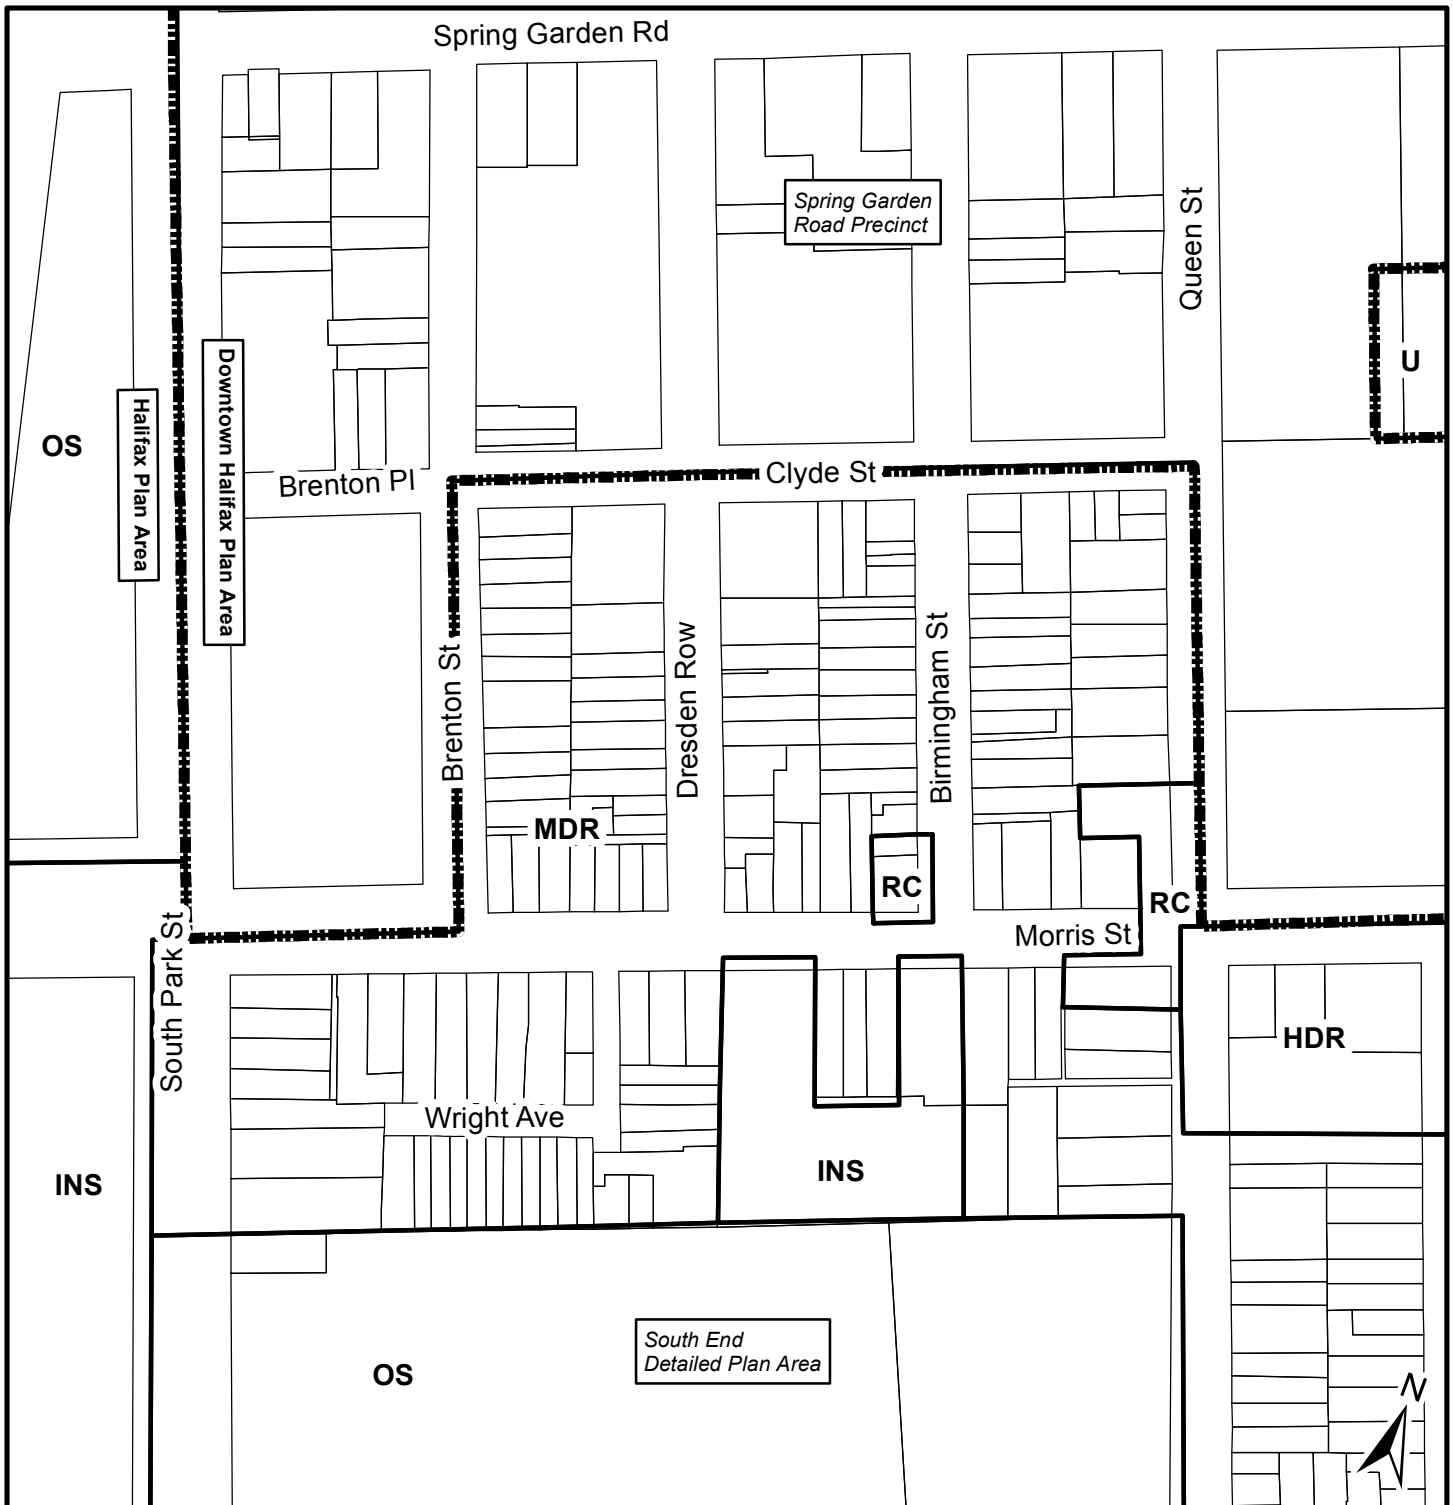 Spring Garden Rd
Spring Garden
Road Precinct
Queen St
U
OS
Halifax Plan Area
Downtown Halifax Plan Area
Brenton Pl
Clyde St
Brenton St
Dresden Row
Birmingham St
MDR
RC
RC
Morris St
South Park St
HDR
Wright Ave
INS
INS
South End
Detailed Plan Area
OS
N